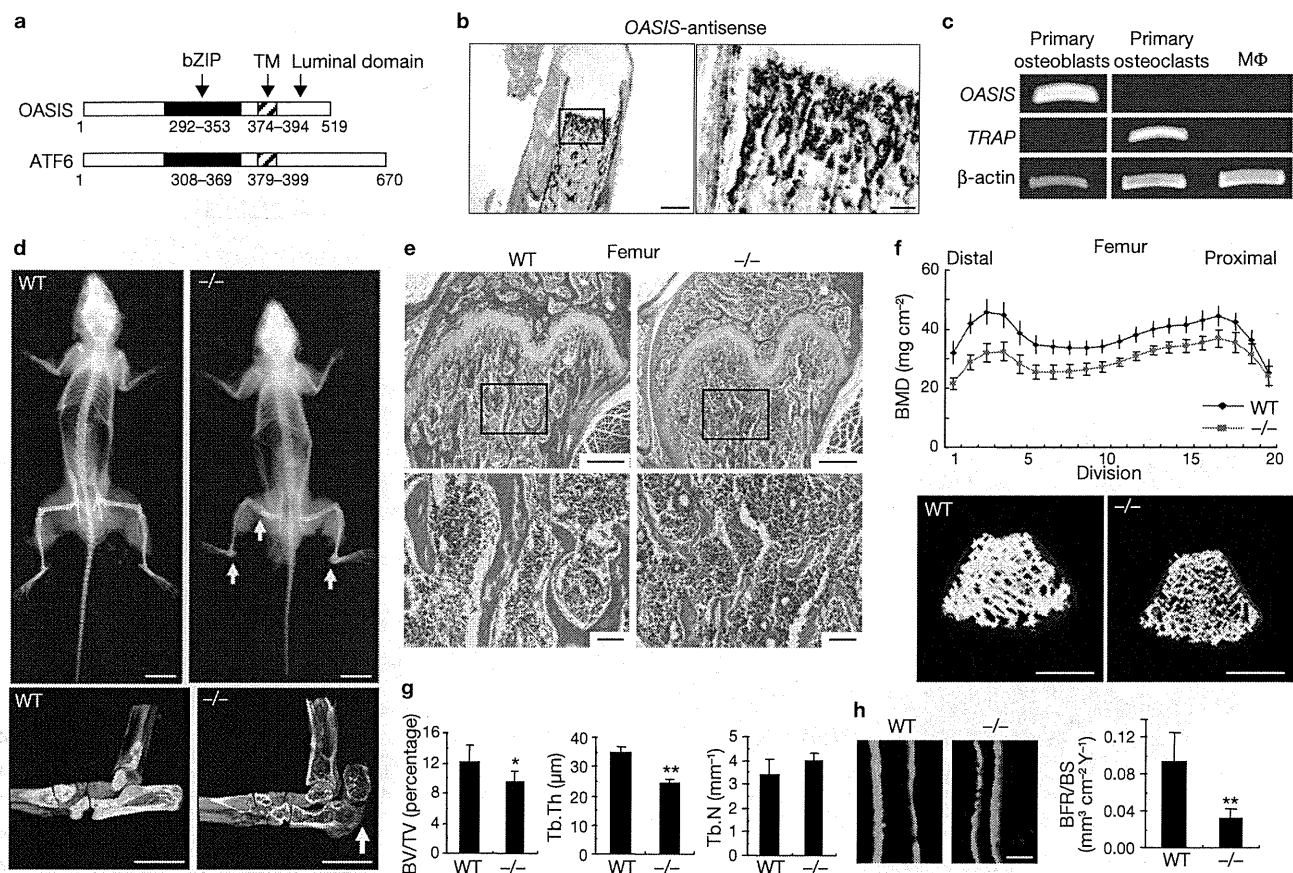 a
bZIP TM Luminal domain
OASIS
1 292–353 374–394 519
ATF6
1 308–369 379–399 670
b
OASIS-antisense
c
Primary osteoblasts
Primary osteoclasts
MΦ
OASIS
TRAP
β-actin
d
WT
–/–
WT
–/–
e
Femur
WT –/–
f
Femur
Distal Proximal
BMD (mg cm⁻²)
60
40
20
0
1 5 10 15 20
Division
WT
–/–
WT
–/–
g
BV/TV (percentage)
16
12
8
4
0
*
WT –/–
Tb.Th (µm)
40
30
20
10
0
**
WT –/–
Tb.N (mm⁻¹)
5
4
3
2
1
0
WT –/–
h
WT –/–
BFR/BS
(mm³ cm⁻² Y⁻¹)
0.12
0.08
0.04
0
**
WT –/–